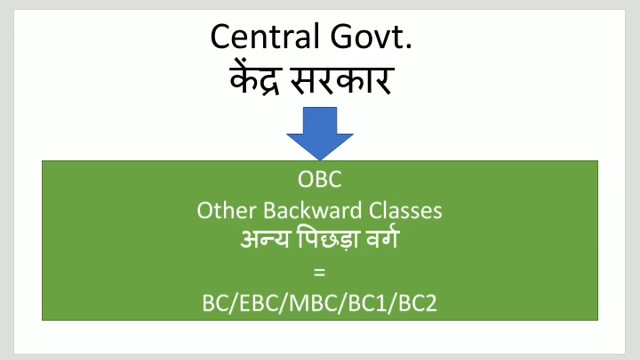 Central Govt.
केंद्र सरकार
OBC
Other Backward Classes
अन्य पिछड़ा वर्ग
=
BC/EBC/MBC/BC1/BC2